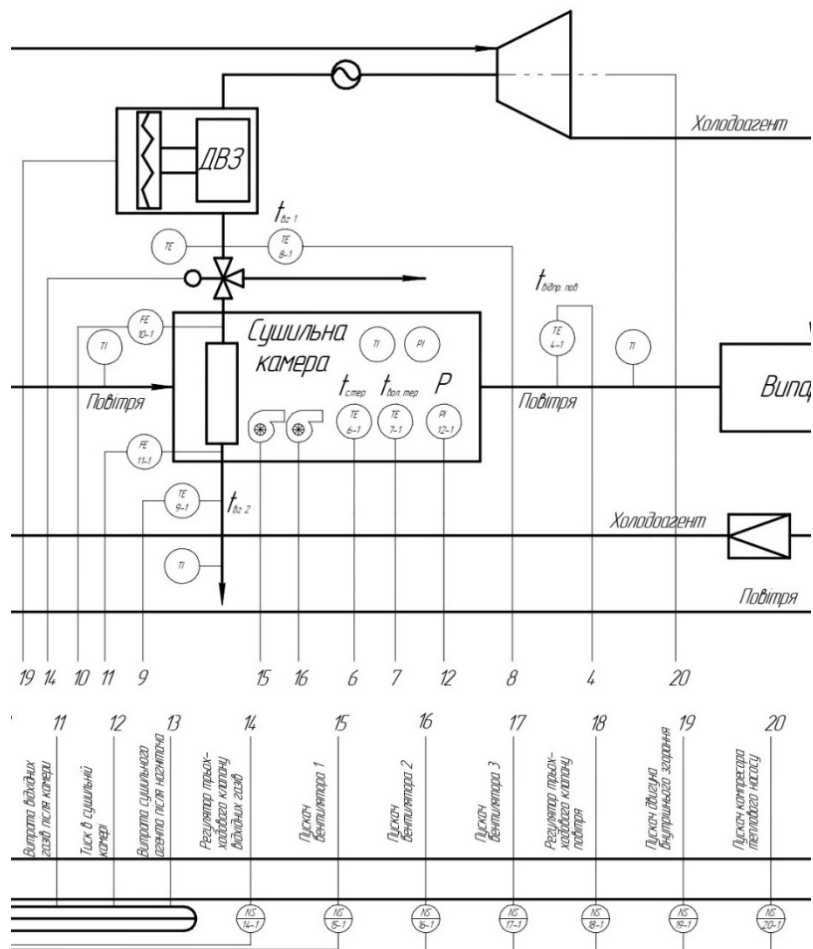 Холодоагент
ДВЗ
t вг 1
TE
TE
8-1
t відпр. пов
FE
10-1
TI
Сушильна
камера
TI
PI
TE
4-1
TI
Повітря
t с.тер
t вол. тер
P
Повітря
TE
6-1
TE
7-1
PI
12-1
FE
11-1
TE
9-1
t вг 2
Холодоагент
TI
Повітря
19 14 10 11 9 15 16 6 7 12 8 4 20
11 12 13 14 15 16 17 18 19 20
Витрата відхідних
газів після камери
Тиск в сушильній
камері
Витрата сушильного
агента після нагнітача
Регулятор трьох-
ходового клапану
відхідних газів
Пускач
вентилятора 1
Пускач
вентилятора 2
Пускач
вентилятора 3
Регулятор трьох-
ходового клапану
повітря
Пускач двигуна
внутрішнього згорання
Пускач компресора
теплового насосу
NS
14-1
NS
15-1
NS
16-1
NS
17-1
NS
18-1
NS
19-1
NS
20-1